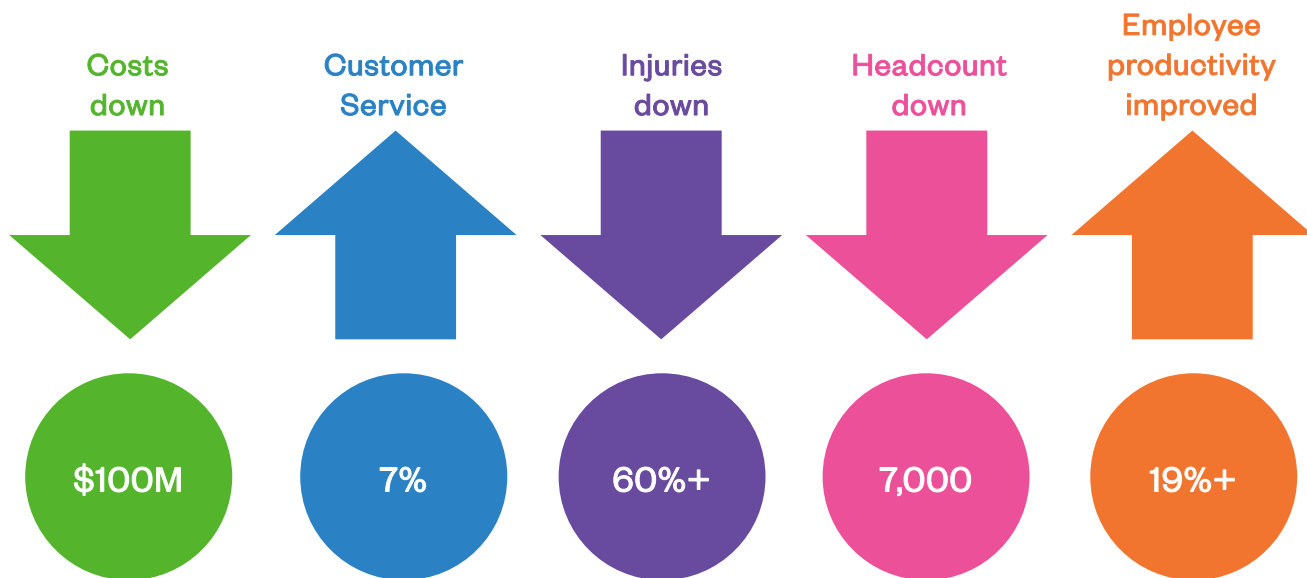 Costs
down
Customer
Service
Injuries
down
Headcount
down
Employee
productivity
improved
$100M
7%
60%+
7,000
19%+